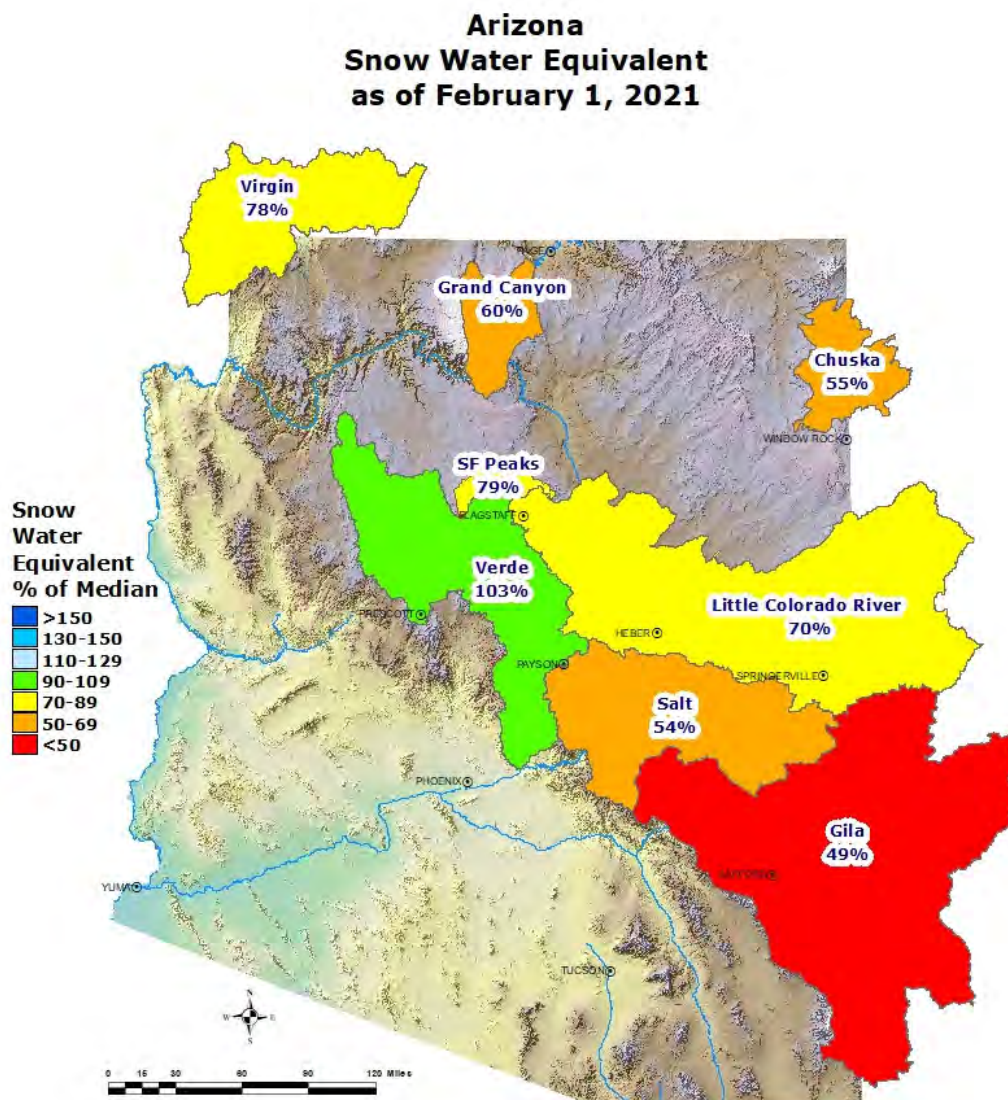 Arizona
Snow Water Equivalent
as of February 1, 2021
Virgin
78%
PAGE
Grand Canyon
60%
Chuska
55%
WINDOW ROCK
SF Peaks
79%
FLAGSTAFF
Snow
Water
Equivalent
% of Median
>150
130-150
110-129
90-109
70-89
50-69
<50
Verde
103%
PRESCOTT
Little Colorado River
70%
HEBER
PAYSON
SPRINGERVILLE
Salt
54%
PHOENIX
Gila
49%
SAFFORD
YUMA
TUCSON
N
W E
S
0 15 30 60 90 120 Miles